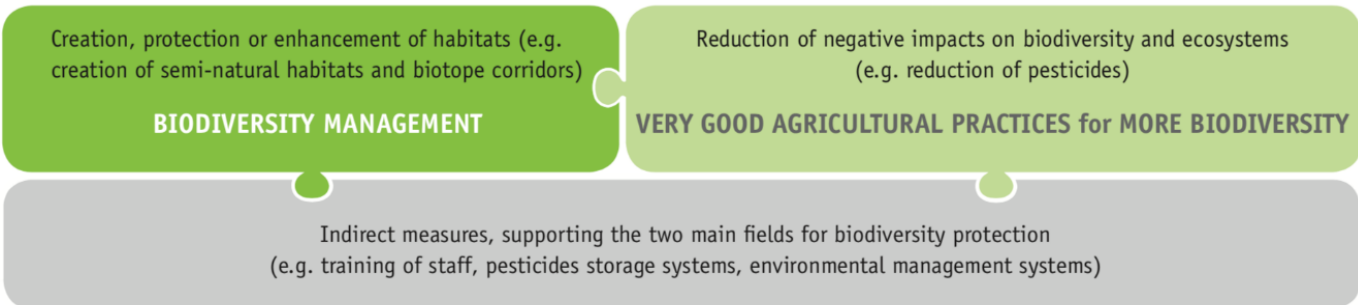 Creation, protection or enhancement of habitats (e.g.
creation of semi-natural habitats and biotope corridors)
BIODIVERSITY MANAGEMENT
Reduction of negative impacts on biodiversity and ecosystems
(e.g. reduction of pesticides)
VERY GOOD AGRICULTURAL PRACTICES for MORE BIODIVERSITY
Indirect measures, supporting the two main fields for biodiversity protection
(e.g. training of staff, pesticides storage systems, environmental management systems)